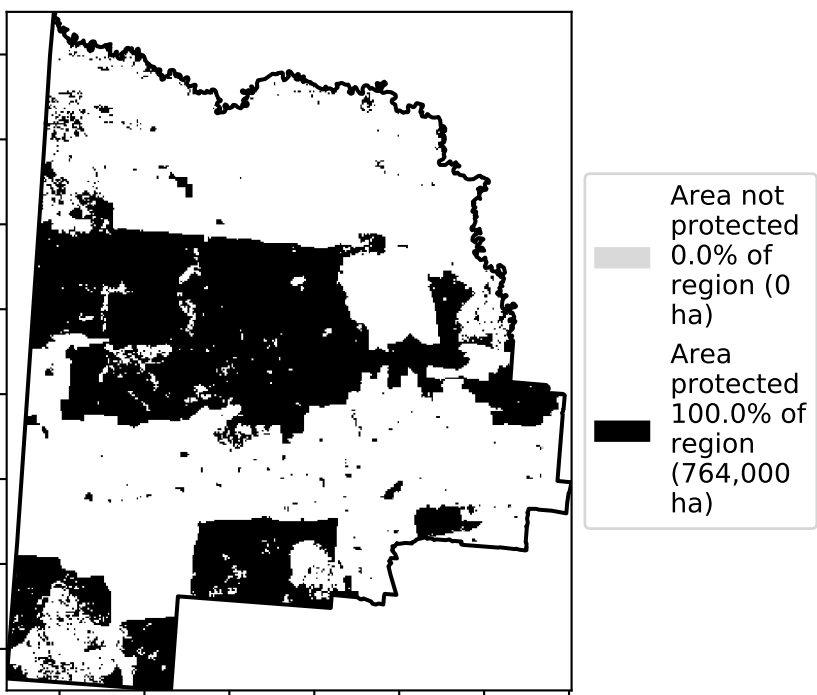 Area not
protected
0.0% of
region (0
ha)
Area
protected
100.0% of
region
(764,000
ha)